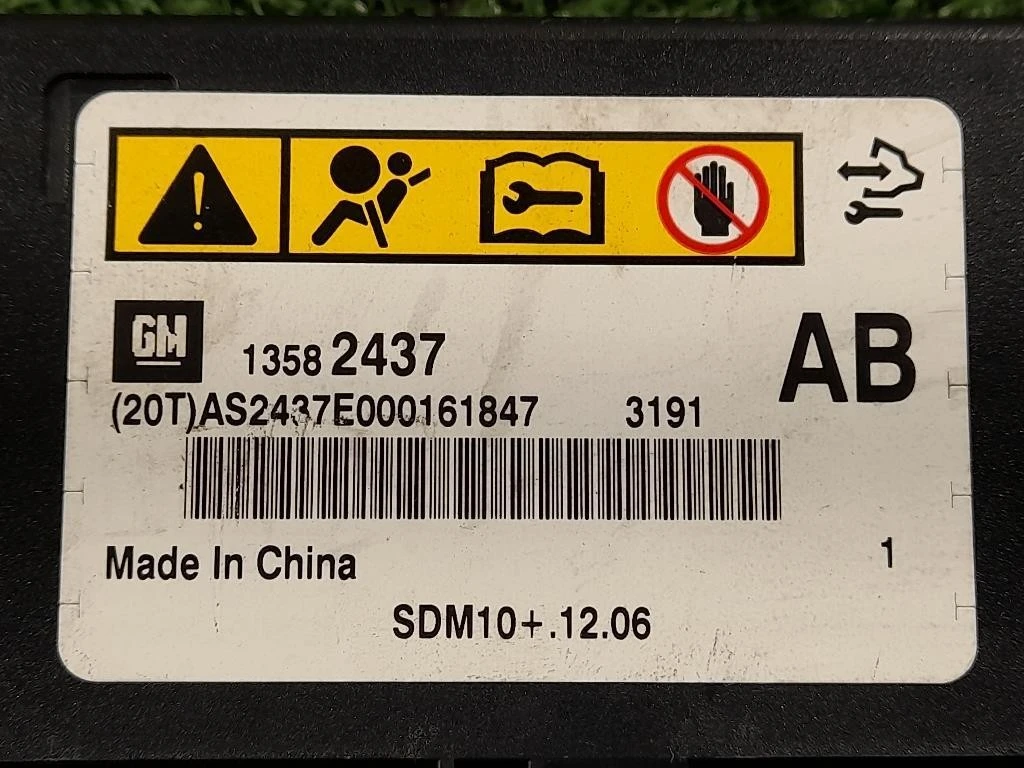 GM 1358 2437 AB
(20T)AS2437E000161847 3191
Made In China 1
SDM10+.12.06